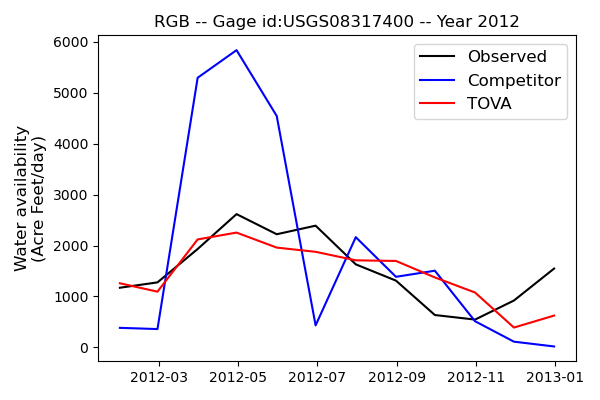 RGB -- Gage id:USGS08317400 -- Year 2012
Observed
Competitor
TOVA
Water availability
(Acre Feet/day)
6000
5000
4000
3000
2000
1000
0
2012-03 2012-05 2012-07 2012-09 2012-11 2013-01